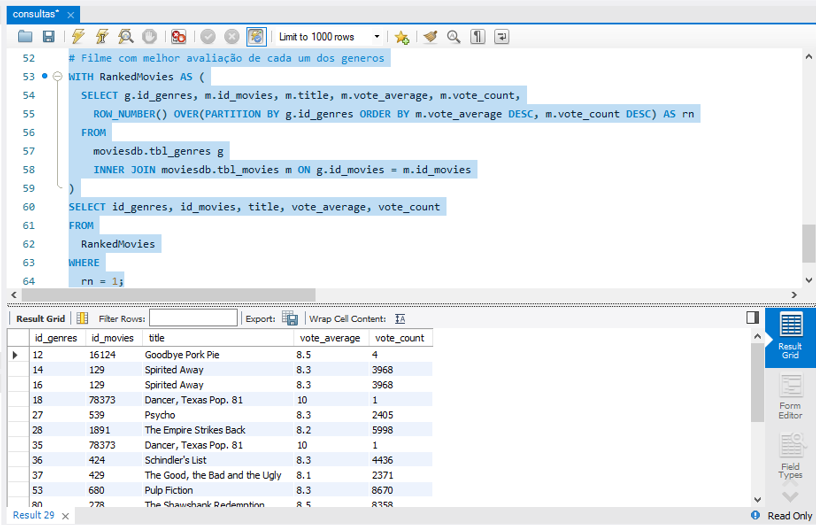 consultas* ×
Limit to 1000 rows
52 # Filme com melhor avaliação de cada um dos generos
53 WITH RankedMovies AS (
54 SELECT g.id_genres, m.id_movies, m.title, m.vote_average, m.vote_count,
55 ROW_NUMBER() OVER(PARTITION BY g.id_genres ORDER BY m.vote_average DESC, m.vote_count DESC) AS rn
56 FROM
57 moviesdb.tbl_genres g
58 INNER JOIN moviesdb.tbl_movies m ON g.id_movies = m.id_movies
59 )
60 SELECT id_genres, id_movies, title, vote_average, vote_count
61 FROM
62 RankedMovies
63 WHERE
64 rn = 1;
Result Grid Filter Rows: Export: Wrap Cell Content: IA
id_genres id_movies title vote_average vote_count
12 16124 Goodbye Pork Pie 8.5 4
14 129 Spirited Away 8.3 3968
16 129 Spirited Away 8.3 3968
18 78373 Dancer, Texas Pop. 81 10 1
27 539 Psycho 8.3 2405
28 1891 The Empire Strikes Back 8.2 5998
35 78373 Dancer, Texas Pop. 81 10 1
36 424 Schindler's List 8.3 4436
37 429 The Good, the Bad and the Ugly 8.1 2371
53 680 Pulp Fiction 8.3 8670
80 278 The Shawshank Redemption 8.5 8358
Result
Grid
Form
Editor
Field
Types
Result 29 ×
Read Only